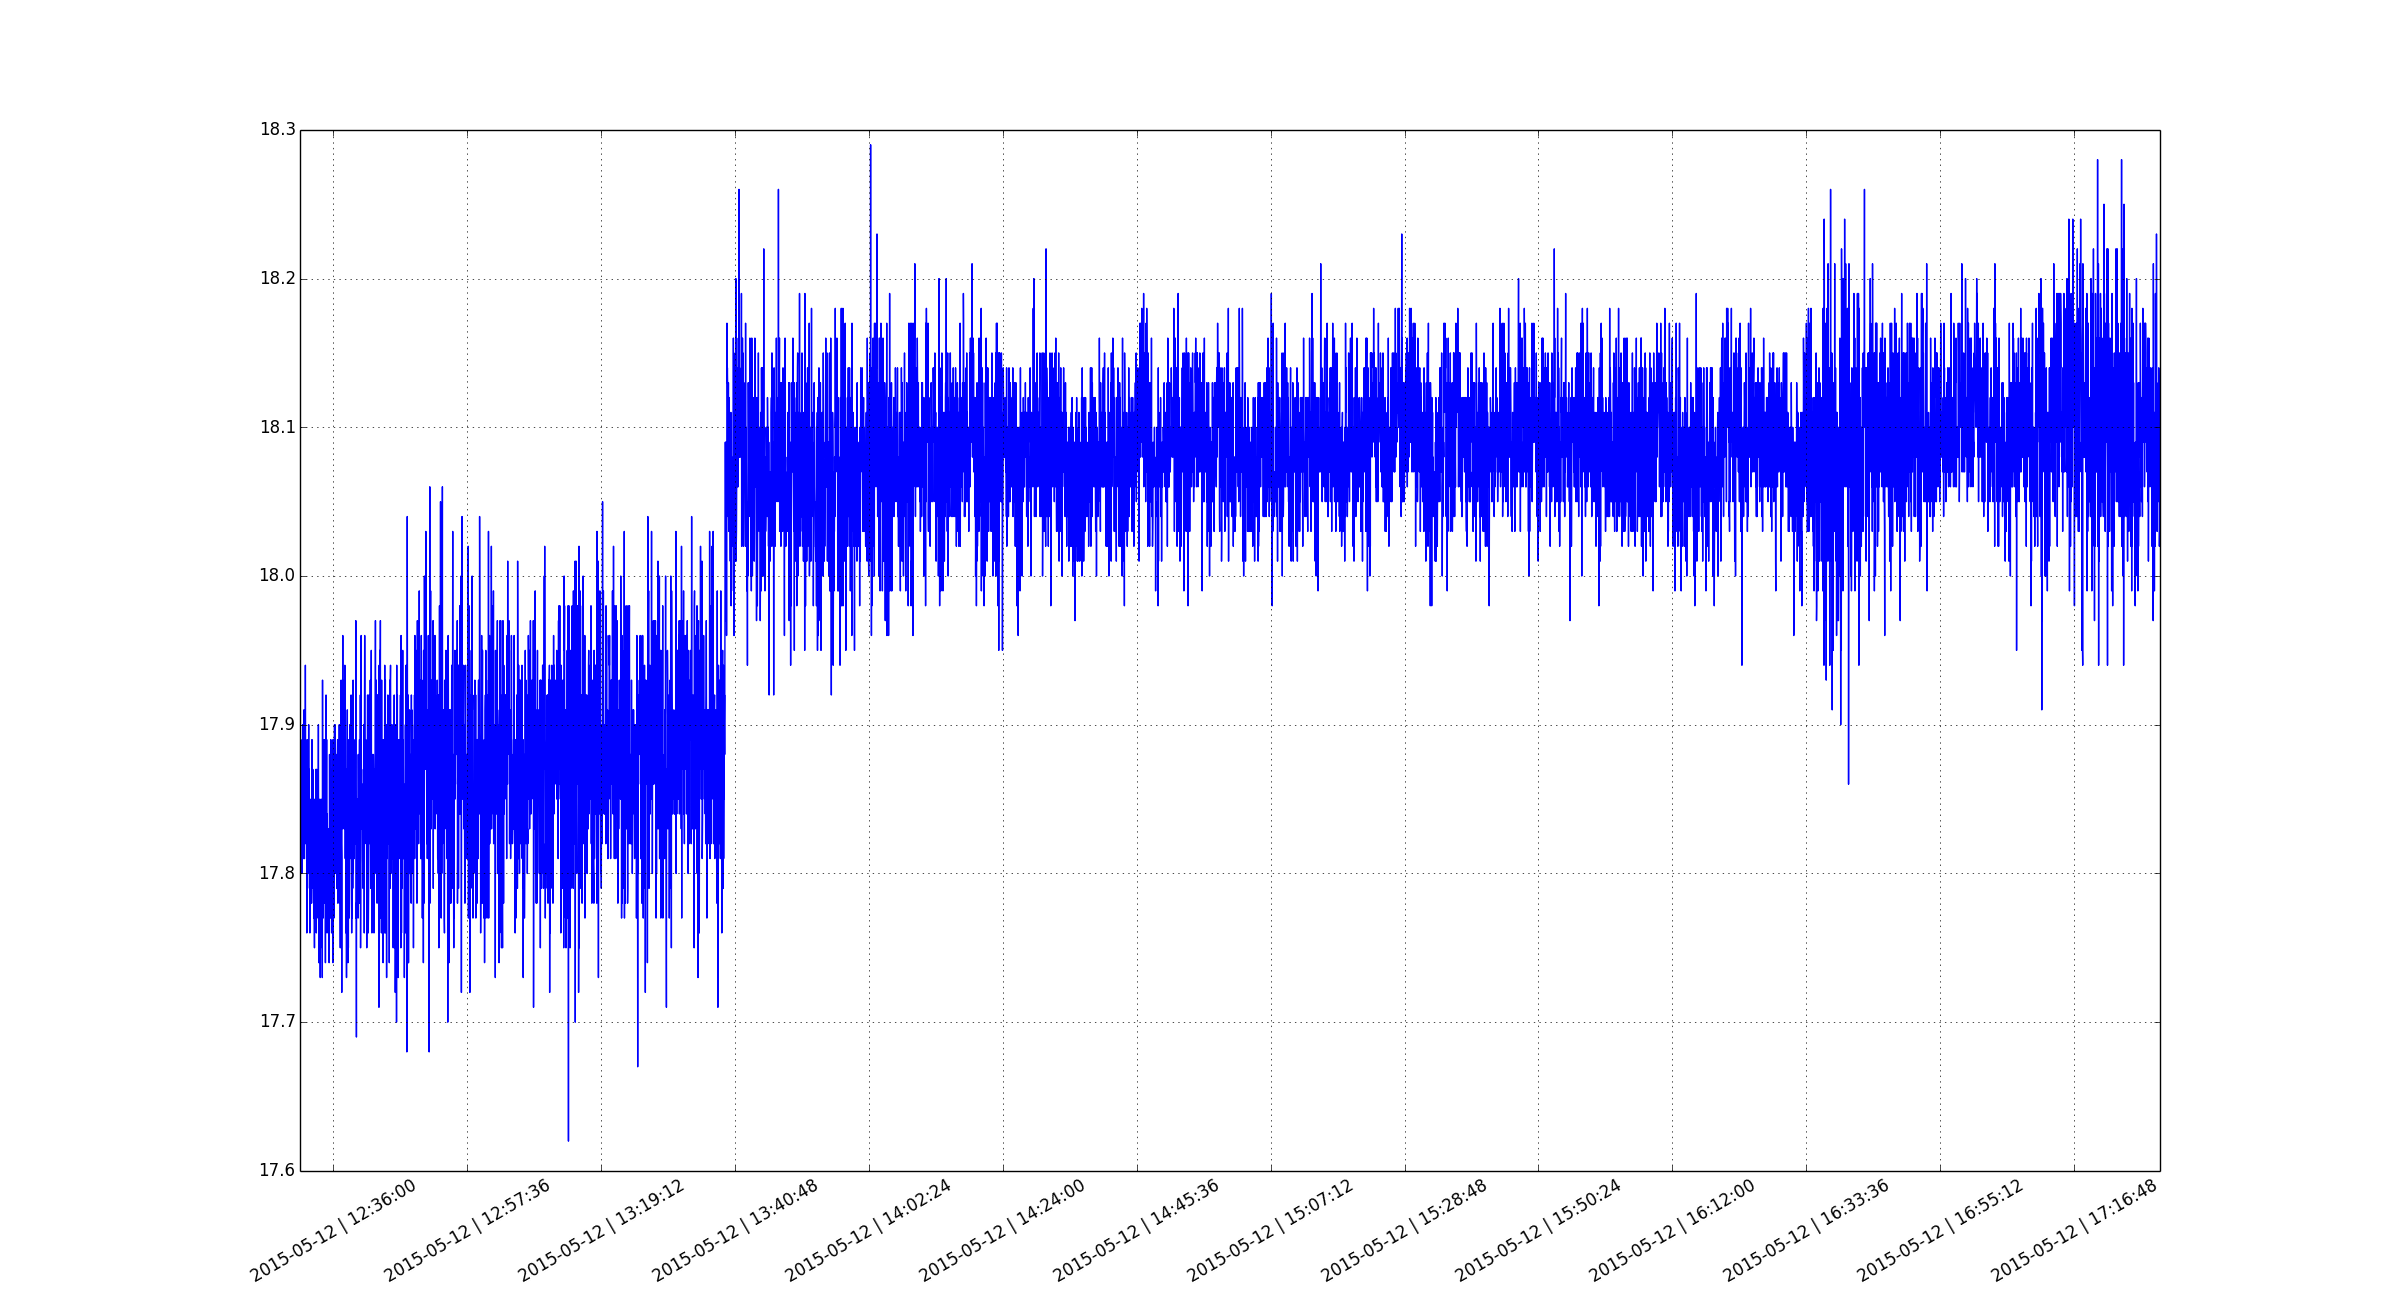 18.3
18.2
18.1
18.0
17.9
17.8
17.7
17.6
2015-05-12 | 12:36:00
2015-05-12 | 12:57:36
2015-05-12 | 13:19:12
2015-05-12 | 13:40:48
2015-05-12 | 14:02:24
2015-05-12 | 14:24:00
2015-05-12 | 14:45:36
2015-05-12 | 15:07:12
2015-05-12 | 15:28:48
2015-05-12 | 15:50:24
2015-05-12 | 16:12:00
2015-05-12 | 16:33:36
2015-05-12 | 16:55:12
2015-05-12 | 17:16:48